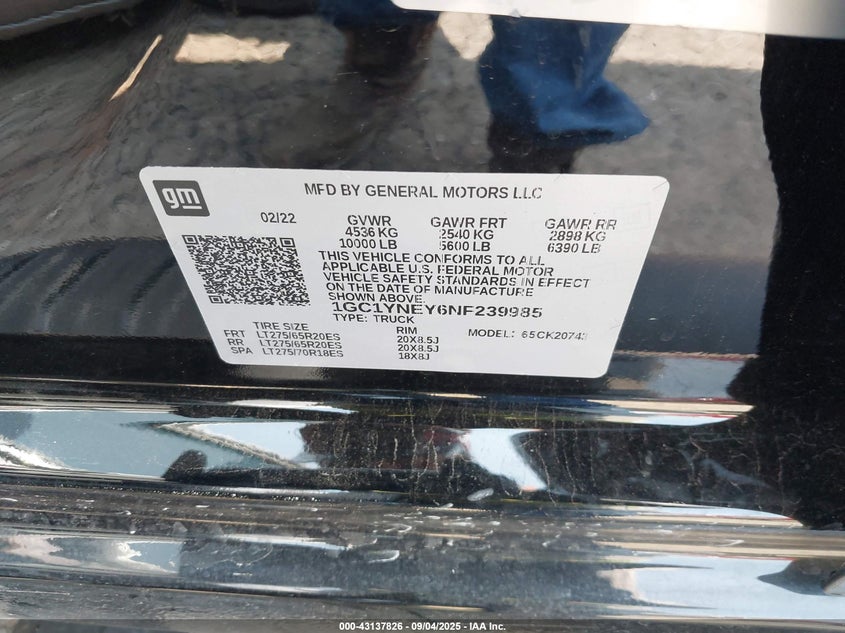 gm
MFD BY GENERAL MOTORS LLC
02/22 GVWR GAWR FRT GAWR RR
4536 KG 2540 KG 2898 KG
10000 LB 5600 LB 6390 LB
THIS VEHICLE CONFORMS TO ALL
APPLICABLE U.S. FEDERAL MOTOR
VEHICLE SAFETY STANDARDS IN EFFECT
ON THE DATE OF MANUFACTURE
SHOWN ABOVE.
1GC1YNEY6NF239985
TYPE: TRUCK
MODEL:
TIRE SIZE RIM
FRT LT275/65R20ES 20X8.5J
RR LT275/65R20ES 20X8.5J
SPA LT275/70R18ES 18X8J
000-43137826 - 09/04/2025 - IAA Inc.